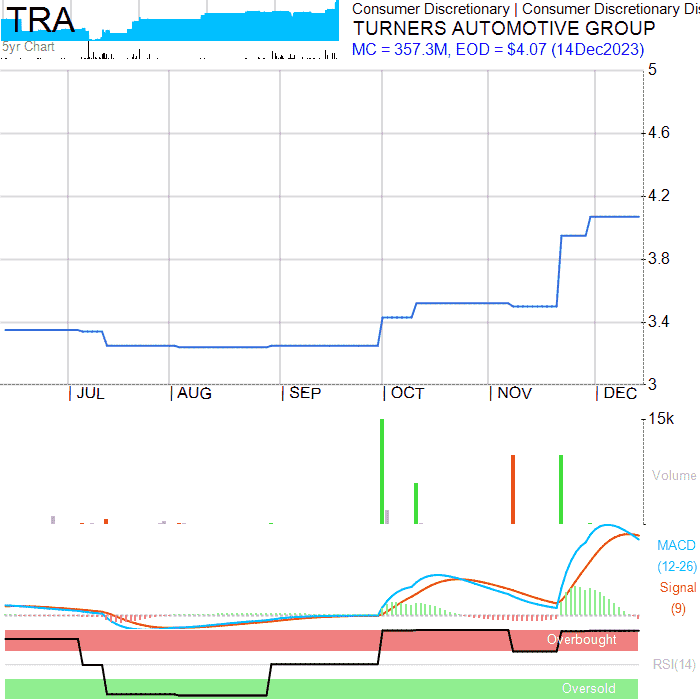 TRA
Consumer Discretionary | Consumer Discretionary Dis
TURNERS AUTOMOTIVE GROUP
5yr Chart
MC = 357.3M, EOD = $4.07 (14Dec2023)
5
4.6
4.2
3.8
3.4
3
JUL AUG SEP OCT NOV DEC
15k
Volume
MACD
(12-26)
Signal
(9)
Overbought
RSI(14)
Oversold